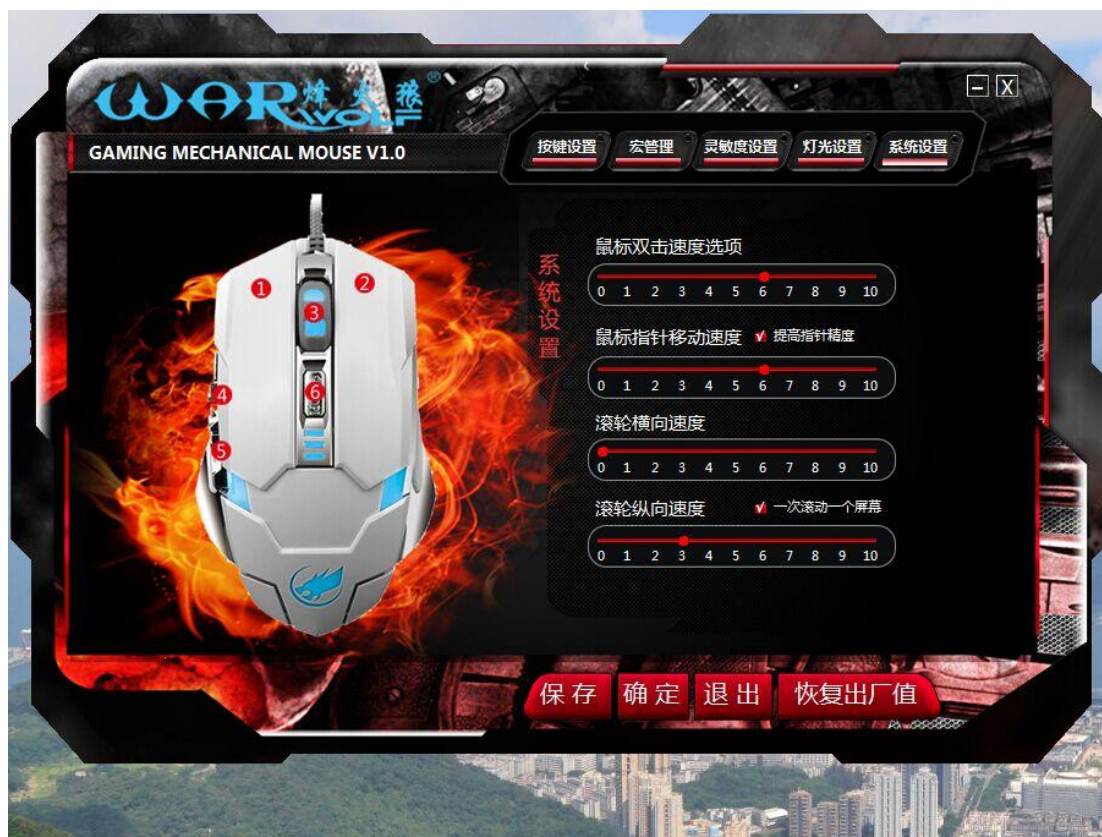 WAR烽火狼®
WOLF
GAMING MECHANICAL MOUSE V1.0
- X
按键设置 宏管理 灵敏度设置 灯光设置 系统设置
系统设置
鼠标双击速度选项
0 1 2 3 4 5 6 7 8 9 10
鼠标指针移动速度 提高指针精度
0 1 2 3 4 5 6 7 8 9 10
滚轮横向速度
0 1 2 3 4 5 6 7 8 9 10
滚轮纵向速度 一次滚动一个屏幕
0 1 2 3 4 5 6 7 8 9 10
1 2
3
4 6
5
保存 确定 退出 恢复出厂值